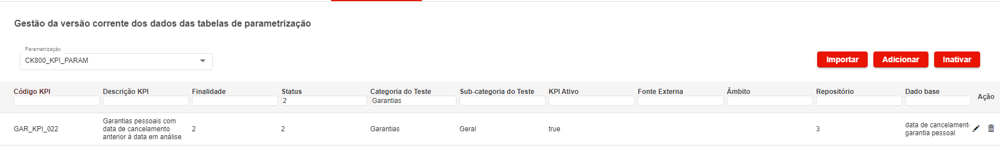 Gestão da versão corrente dos dados das tabelas de parametrização
Parametrização
CK800_KPI_PARAM
Importar Adicionar Inativar
Código KPI Descrição KPI Finalidade Status Categoria do Teste Sub-categoria do Teste KPI Ativo Fonte Externa Âmbito Repositório Dado base Ação
2 Garantias
GAR_KPI_022 Garantias pessoais com data de cancelamento anterior à data em análise 2 2 Garantias Geral true 3 data de cancelament garantia pessoal